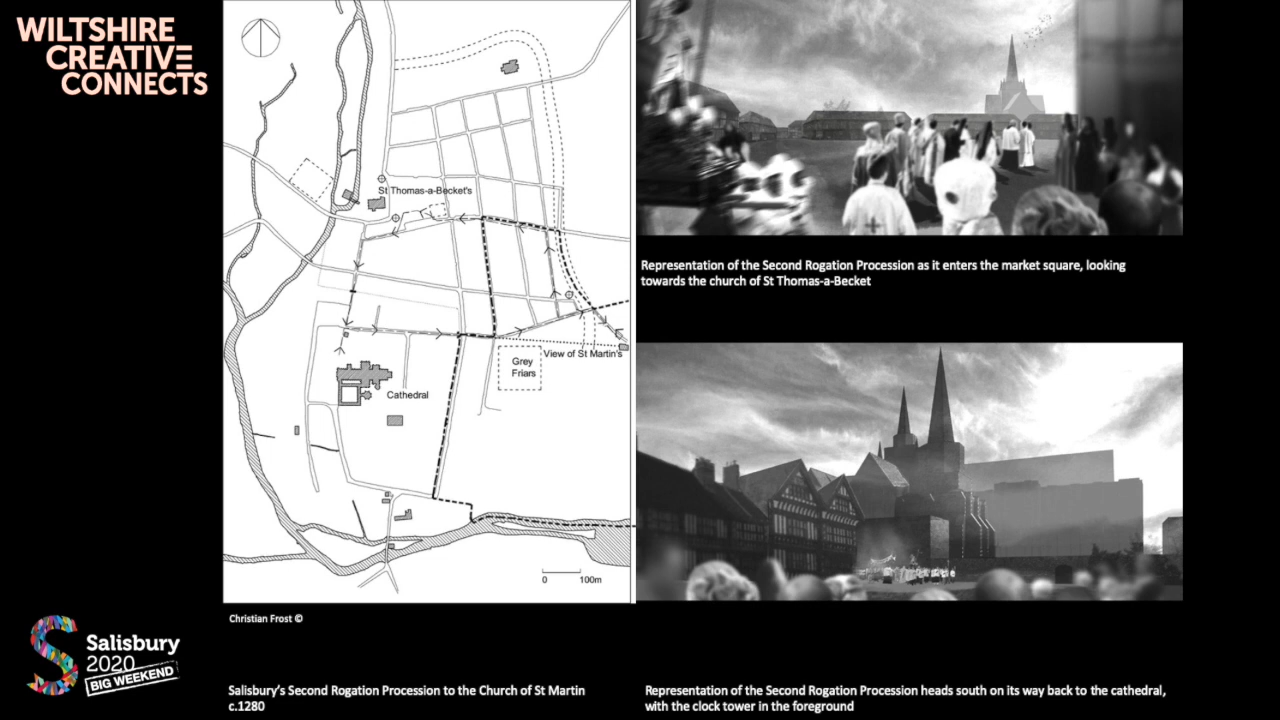 WILTSHIRE
CREATIVE
CONNECTS
St Thomas-a-Becket's
View of St Martin's
Grey
Friars
Cathedral
0 100m
Christian Frost ©
Salisbury's Second Rogation Procession to the Church of St Martin
c.1280
Representation of the Second Rogation Procession as it enters the market square, looking
towards the church of St Thomas-a-Becket
Representation of the Second Rogation Procession heads south on its way back to the cathedral,
with the clock tower in the foreground
S
Salisbury
2020
BIG WEEKEND